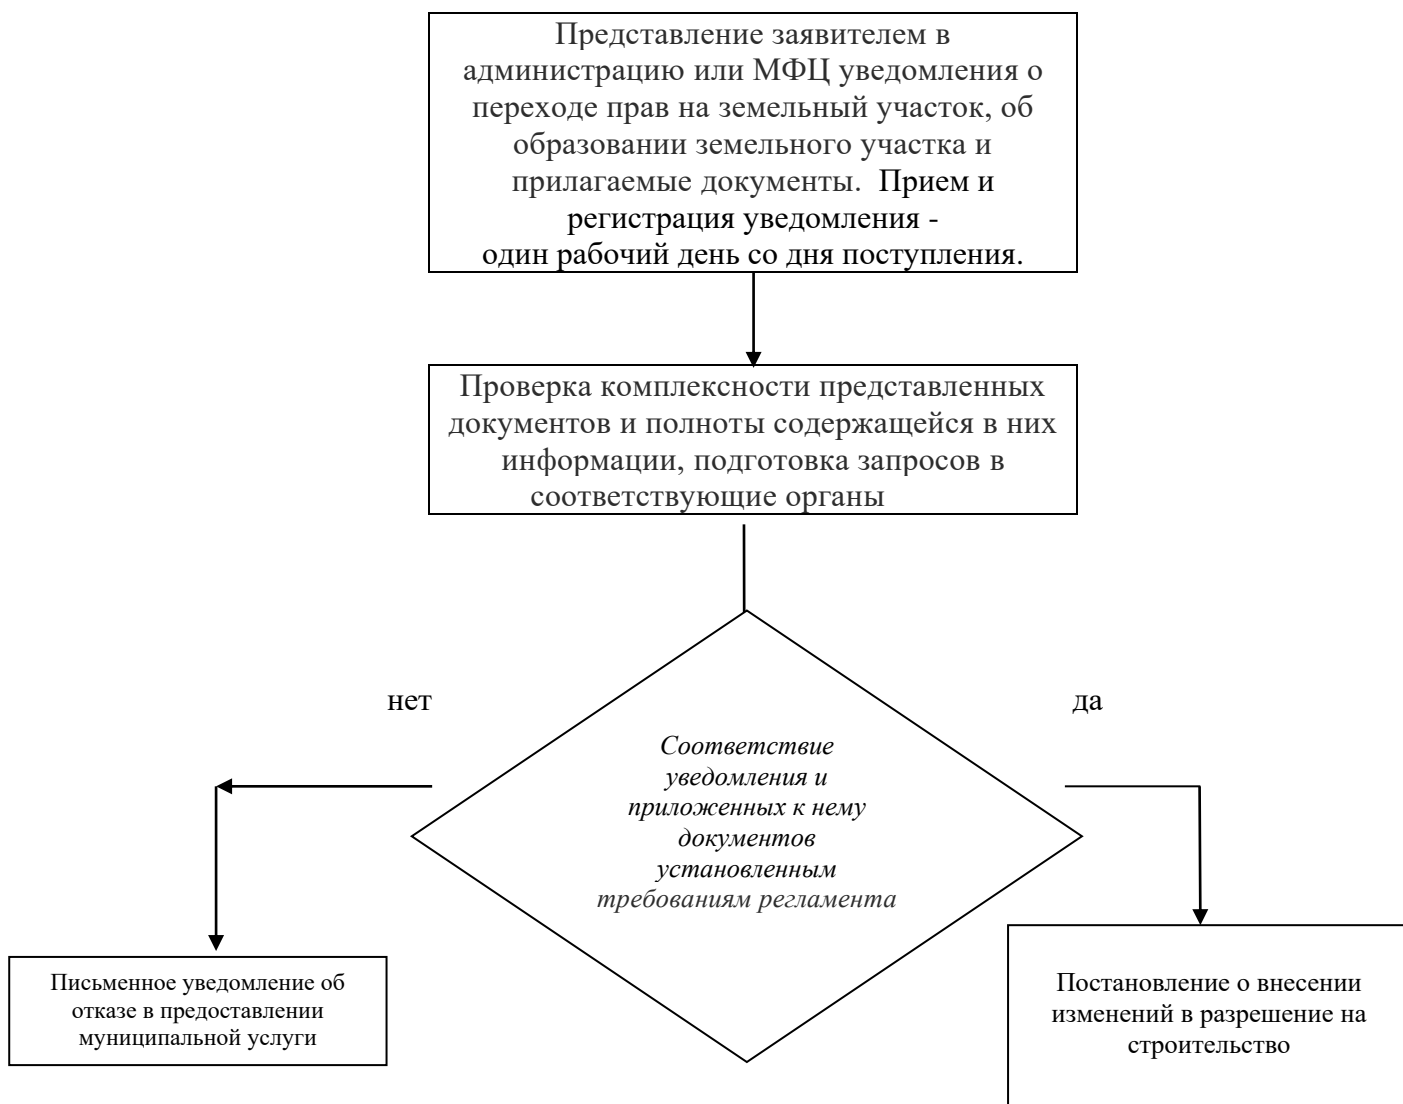 Представление заявителем в
администрацию или МФЦ уведомления о
переходе прав на земельный участок, об
образовании земельного участка и
прилагаемые документы. Прием и
регистрация уведомления -
один рабочий день со дня поступления.
Проверка комплексности представленных
документов и полноты содержащейся в них
информации, подготовка запросов в
соответствующие органы
нет
да
Соответствие
уведомления и
приложенных к нему
документов
установленным
требованиям регламента
Письменное уведомление об
отказе в предоставлении
муниципальной услуги
Постановление о внесении
изменений в разрешение на
строительство